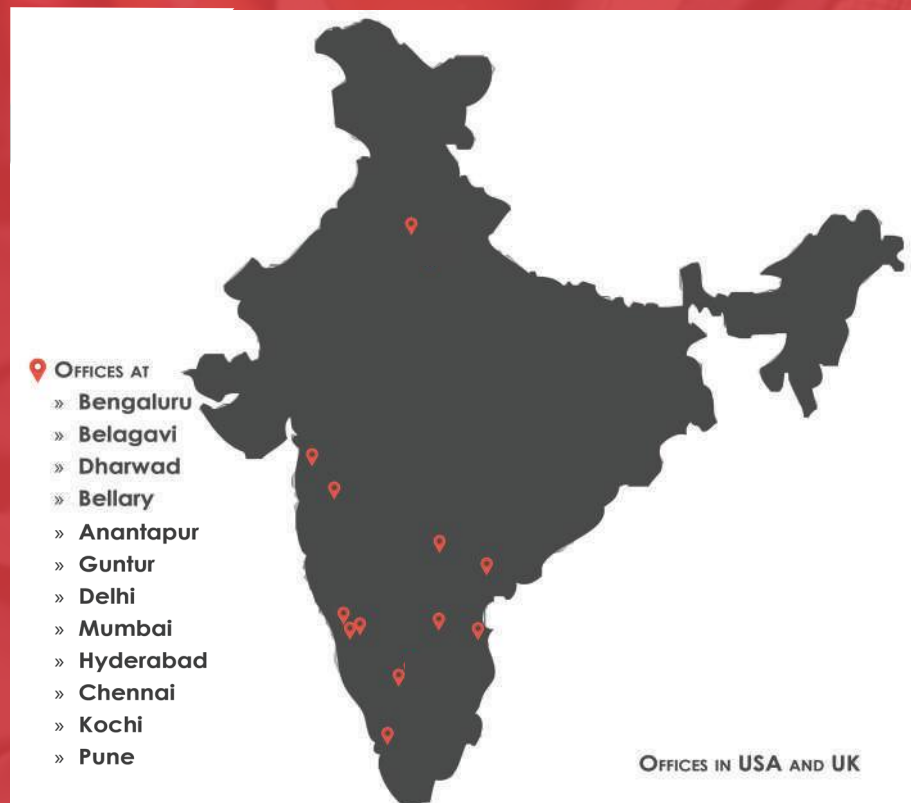 OFFICES AT
» Bengaluru
» Belagavi
» Dharwad
» Bellary
» Anantapur
» Guntur
» Delhi
» Mumbai
» Hyderabad
» Chennai
» Kochi
» Pune
OFFICES IN USA AND UK